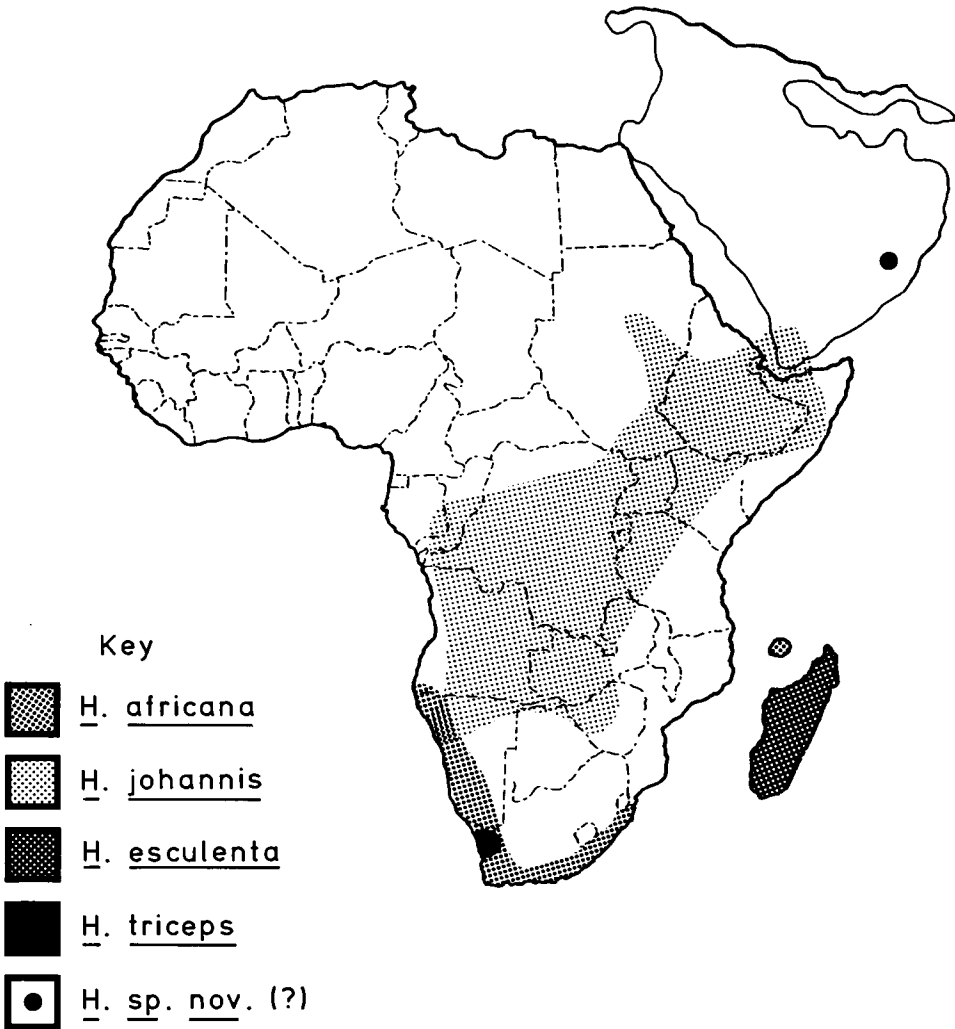 Key
H. africana
H. johannis
H. esculenta
H. triceps
H. sp. nov. (?)